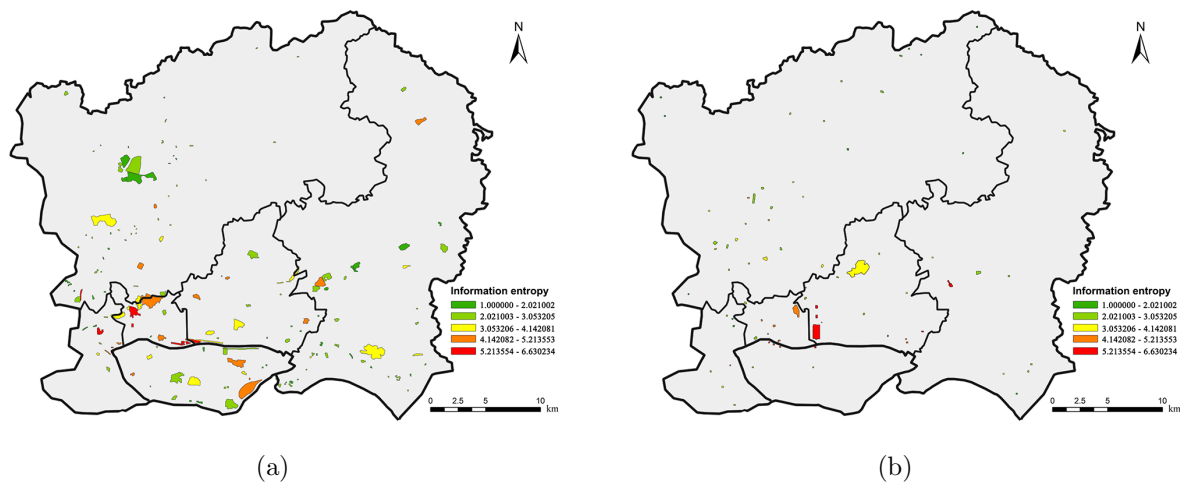 N
Information entropy
1.000000 - 2.021002
2.021003 - 3.053205
3.053206 - 4.142081
4.142082 - 5.213553
5.213554 - 6.630234
0 2.5 5 10
km
(a)
N
Information entropy
1.000000 - 2.021002
2.021003 - 3.053205
3.053206 - 4.142081
4.142082 - 5.213553
5.213554 - 6.630234
0 2.5 5 10
km
(b)